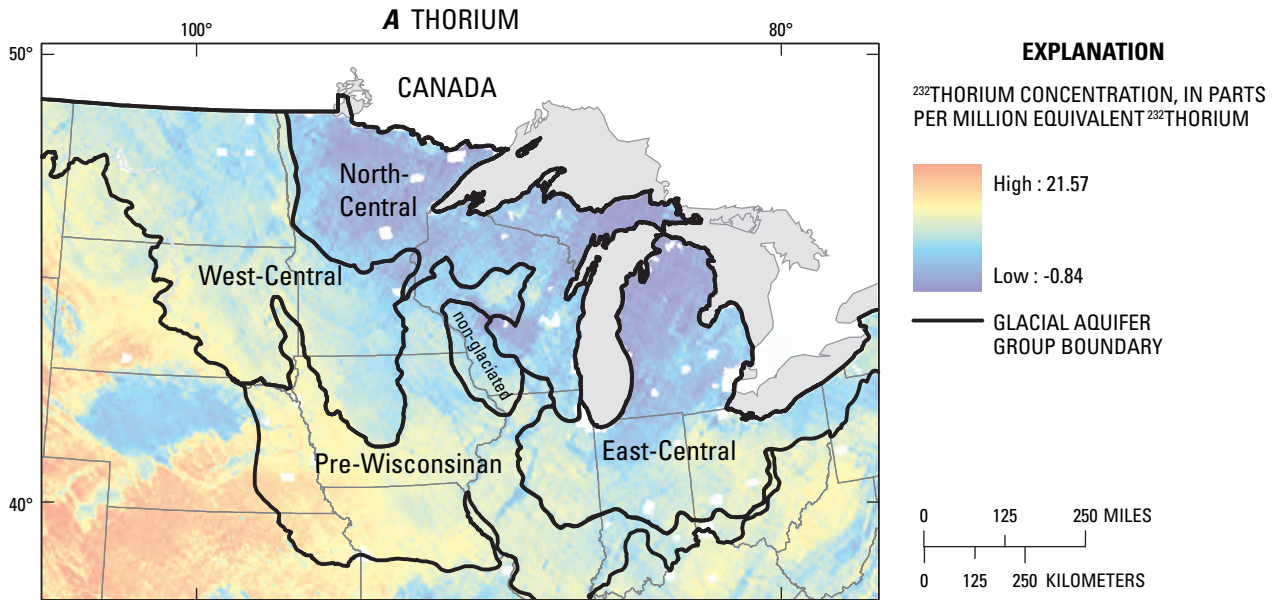 A THORIUM
100°
80°
50°
40°
CANADA
North-
Central
West-Central
non-glaciated
Pre-Wisconsinan
East-Central
EXPLANATION
²³²THORIUM CONCENTRATION, IN PARTS
PER MILLION EQUIVALENT ²³²THORIUM
High : 21.57
Low : -0.84
GLACIAL AQUIFER
GROUP BOUNDARY
0 125 250 MILES
0 125 250 KILOMETERS